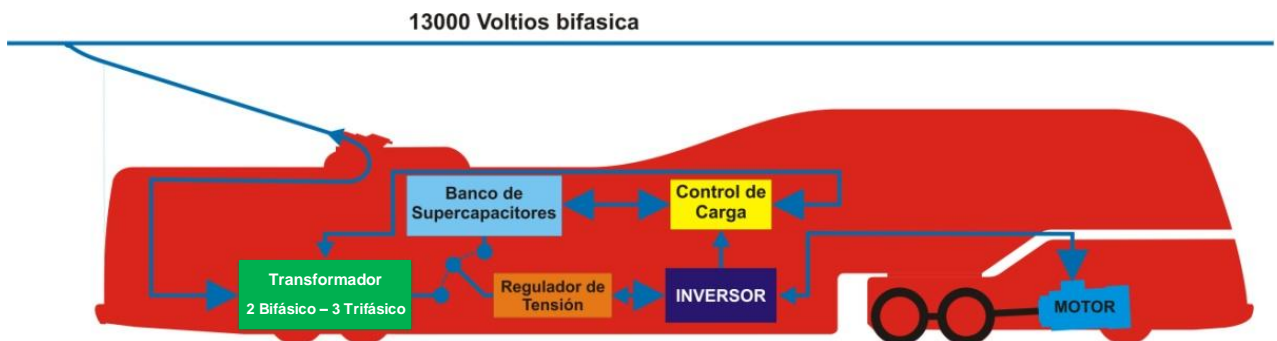 13000 Voltios bifasica
Banco de
Supercapacitores
Control de
Carga
Transformador
2 Bifásico – 3 Trifásico
Regulador de
Tensión
INVERSOR
MOTOR